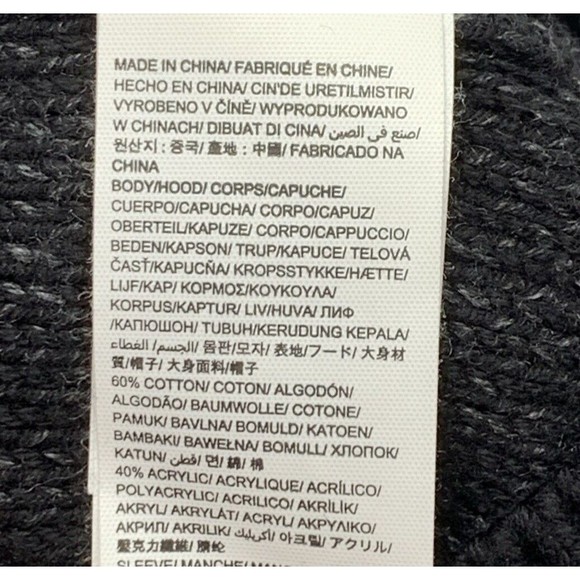 MADE IN CHINA/ FABRIQUÉ EN CHINE/
HECHO EN CHINA/ CIN'DE URETILMISTIR/
VYROBENO V ČÍNĚ/ WYPRODUKOWANO
W CHINACH/ DIBUAT DI CINA/ صنع في الصين/
원산지 : 중국/ 產地 : 中國/ FABRICADO NA
CHINA
BODY/HOOD/ CORPS/CAPUCHE/
CUERPO/CAPUCHA/ CORPO/CAPUZ/
OBERTEIL/KAPUZE/ CORPO/CAPPUCCIO/
BEDEN/KAPSON/ TRUP/KAPUCE/ TELOVÁ
ČASŤ/KAPUCŇA/ KROPSSTYKKE/HÆTTE/
LIJF/KAP/ ΚΟΡΜΟΣ/ΚΟΥΚΟΥΛΑ/
KORPUS/KAPTUR/ LIV/HUVA/ ЛИФ
/КАПЮШОН/ TUBUH/KERUDUNG KEPALA/
الجسم/ الغطاء/ 몸판/모자/ 表地/フード/ 大身材
質/帽子/ 大身面料/帽子
60% COTTON/ COTON/ ALGODÓN/
ALGODÃO/ BAUMWOLLE/ COTONE/
PAMUK/ BAVLNA/ BOMULD/ KATOEN/
BAMBAKI/ BAWEŁNA/ BOMULL/ ХЛОПОК/
KATUN/ قطن/ 면/ 綿/ 棉
40% ACRYLIC/ ACRYLIQUE/ ACRÍLICO/
POLYACRYLIC/ ACRILICO/ AKRİLİK/
AKRYL/ AKRYLÁT/ ACRYL/ ΑΚΡΥΛΙΚΟ/
АКРИЛ/ AKRILIK/ أكريليك/ 아크릴/ アクリル/
壓克力纖維/ 腈纶
SLEEVE/ MANCHE/ MANGA/